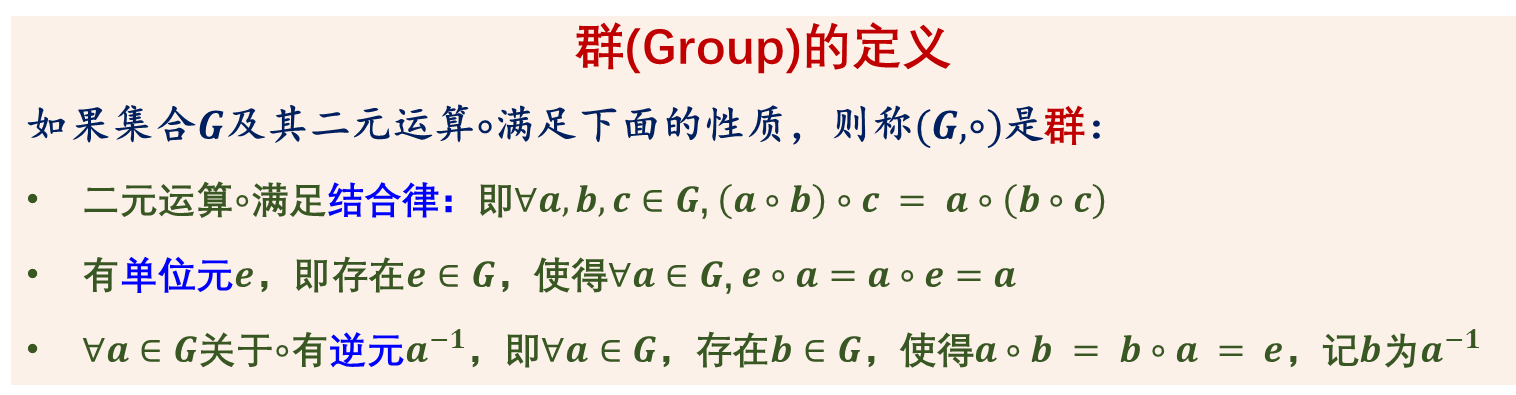 群(Group)的定义
如果集合G及其二元运算∘满足下面的性质，则称(G,∘)是群：
• 二元运算∘满足结合律：即∀a,b,c ∈ G, (a ∘ b) ∘ c = a ∘ (b ∘ c)
• 有单位元e，即存在e ∈ G，使得∀a ∈ G, e ∘ a = a ∘ e = a
• ∀a ∈ G关于∘有逆元a⁻¹，即∀a ∈ G，存在b ∈ G，使得a ∘ b = b ∘ a = e，记b为a⁻¹